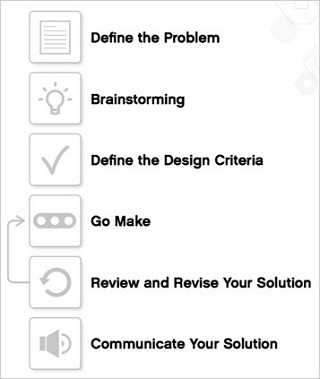 Define the Problem
Brainstorming
Define the Design Criteria
Go Make
Review and Revise Your Solution
Communicate Your Solution